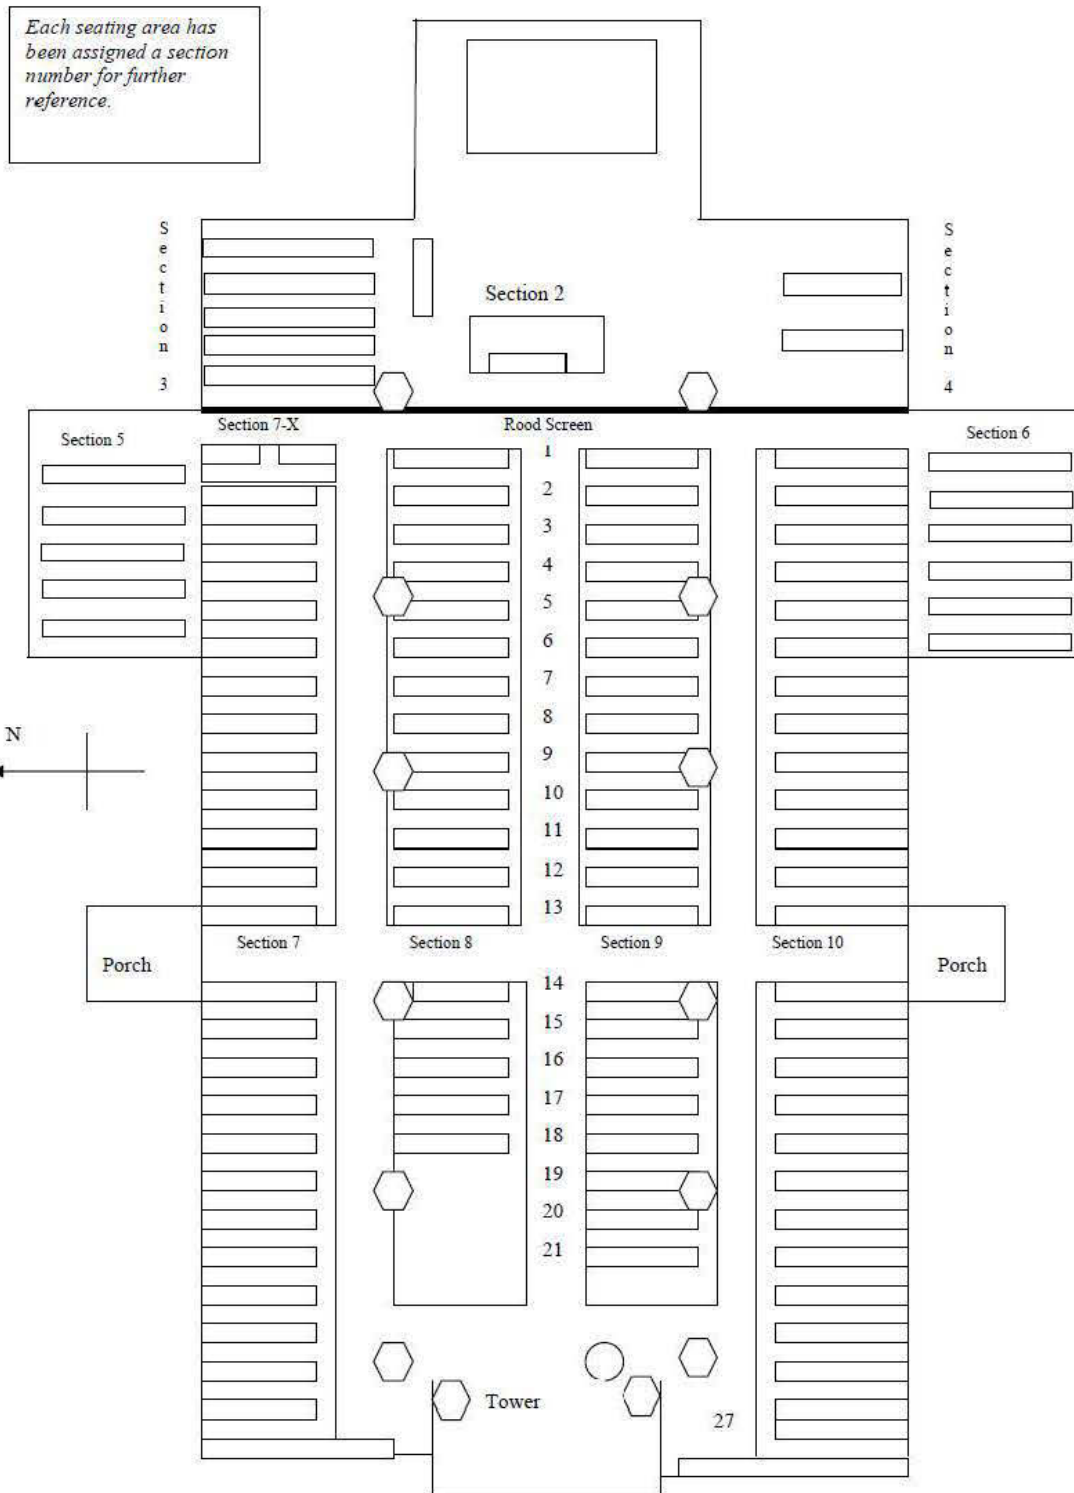 Each seating area has
been assigned a section
number for further
reference.
Section 3
Section 2
Section 4
Section 5
Section 7-X
Rood Screen
Section 6
1
2
3
4
5
6
N
7
8
9
10
11
12
13
Section 7
Section 8
Section 9
Section 10
Porch
Porch
14
15
16
17
18
19
20
21
Tower
27